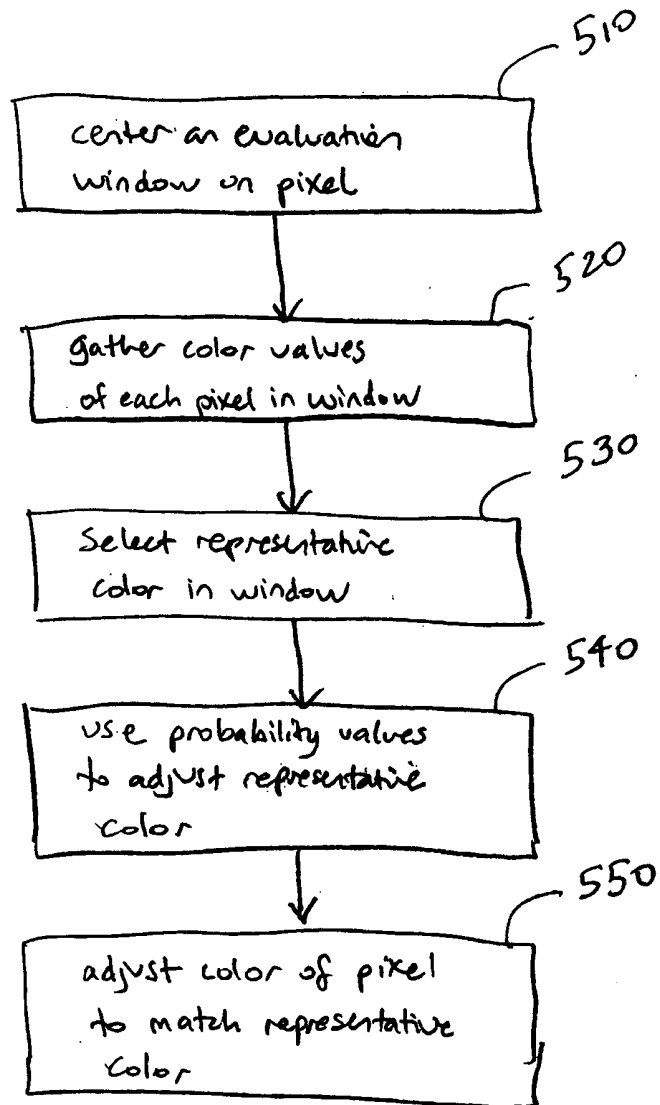 510
center an evaluation
window on pixel
520
gather color values
of each pixel in window
530
Select representative
color in window
540
use probability values
to adjust representative
color
550
adjust color of pixel
to match representative
color